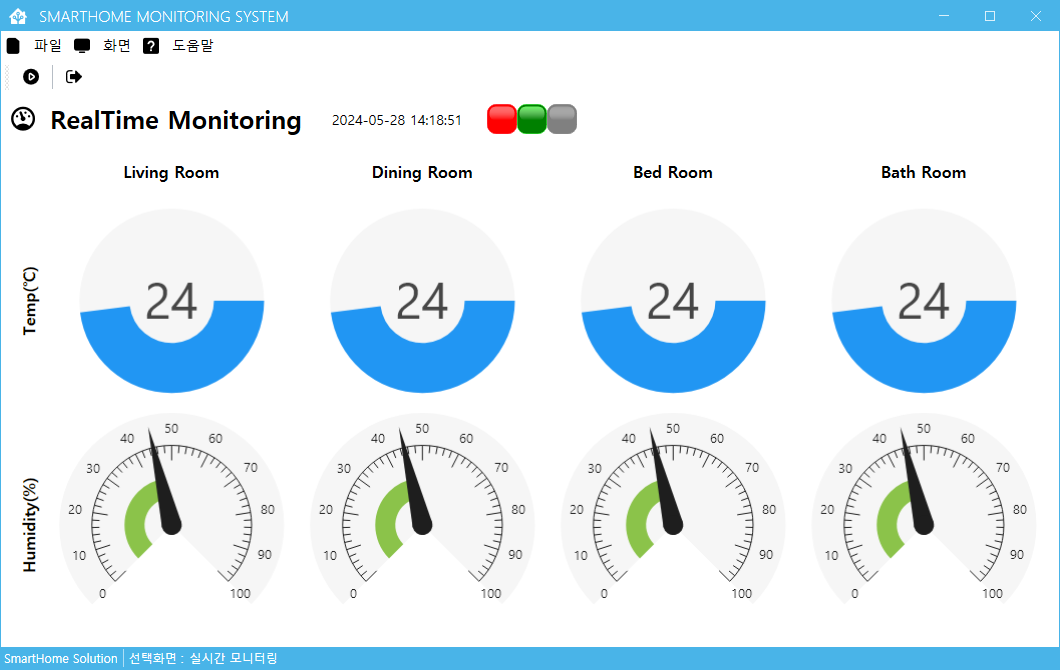 SMARTHOME MONITORING SYSTEM
파일 화면 ? 도움말
RealTime Monitoring 2024-05-28 14:18:51
Living Room Dining Room Bed Room Bath Room
Temp(℃)
24 24 24 24
Humidity(%)
0 10 20 30 40 50 60 70 80 90 100
0 10 20 30 40 50 60 70 80 90 100
0 10 20 30 40 50 60 70 80 90 100
0 10 20 30 40 50 60 70 80 90 100
SmartHome Solution 선택화면 : 실시간 모니터링